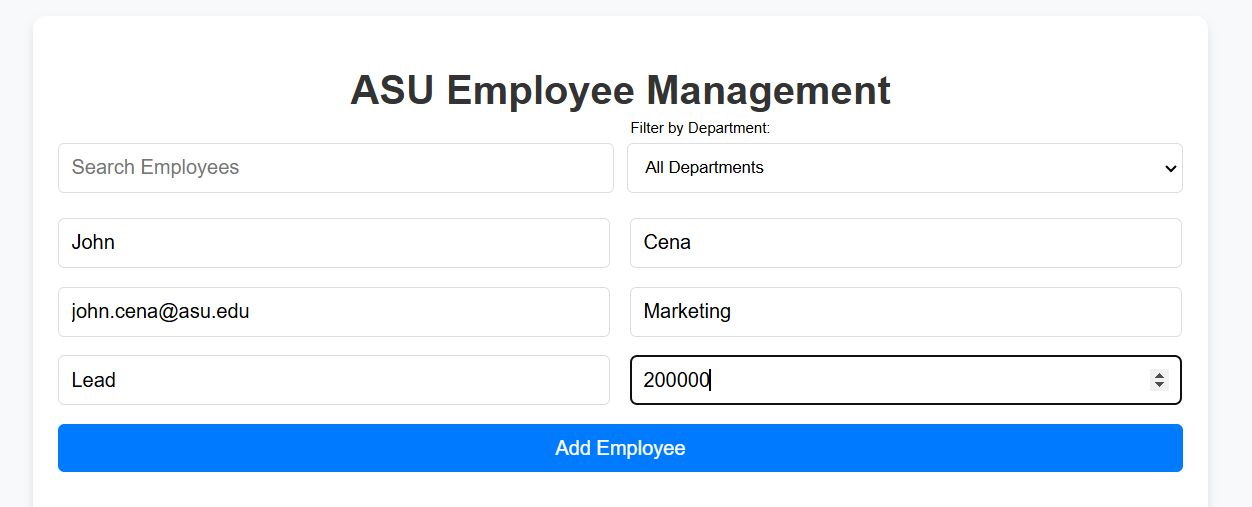 ASU Employee Management
Filter by Department:
Search Employees
All Departments
John
Cena
john.cena@asu.edu
Marketing
Lead
200000
Add Employee